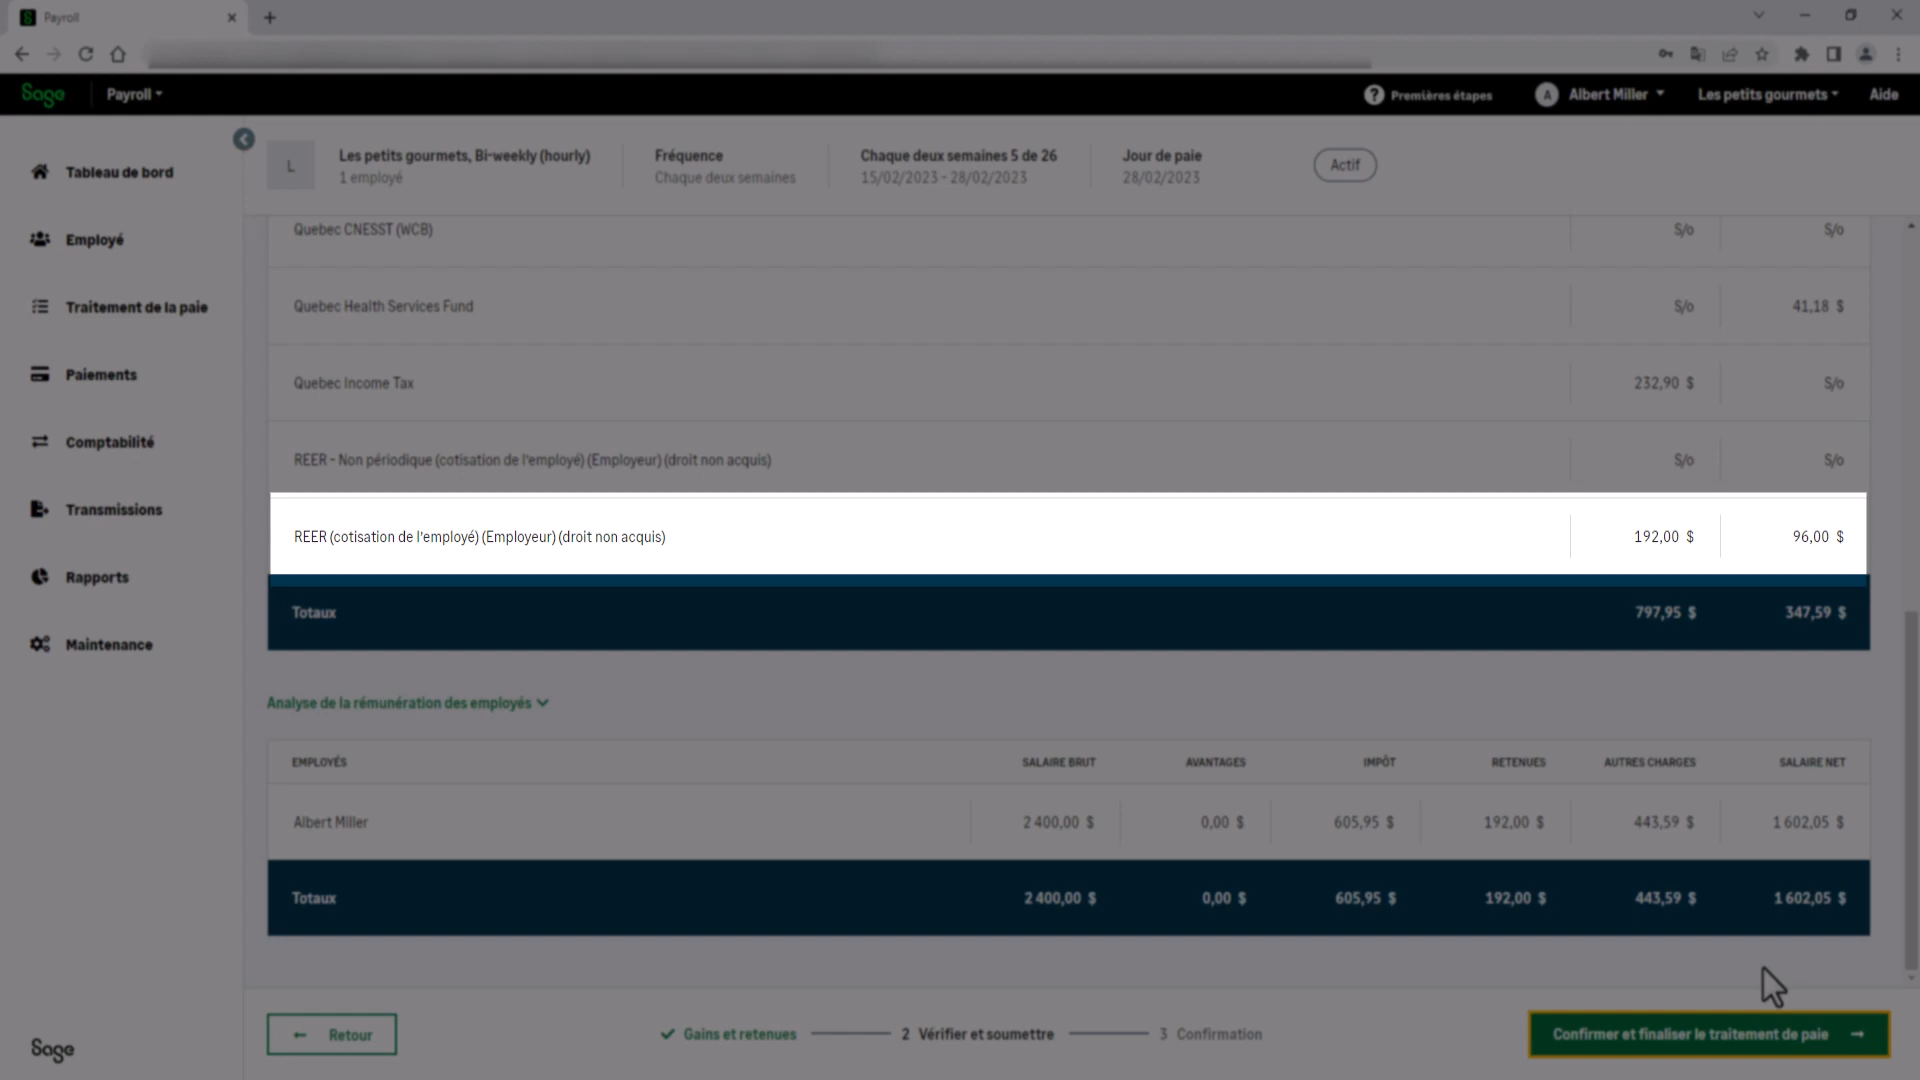 Payroll
Sage
Payroll
Premières étapes
A
Albert Miller
Les petits gourmets
Aide
Tableau de bord
Employé
Traitement de la paie
Paiements
Comptabilité
Transmissions
Rapports
Maintenance
Sage
L
Les petits gourmets, Bi-weekly (hourly)
1 employé
Fréquence
Chaque deux semaines
Chaque deux semaines 5 de 26
15/02/2023 - 28/02/2023
Jour de paie
28/02/2023
Actif
Quebec CNESST (WCB) S/o S/o
Quebec Health Services Fund S/o 41,18 $
Quebec Income Tax 232,90 $ S/o
REER - Non périodique (cotisation de l'employé) (Employeur) (droit non acquis) S/o S/o
REER (cotisation de l'employé) (Employeur) (droit non acquis) 192,00 $ 96,00 $
Totaux 797,95 $ 347,59 $
Analyse de la rémunération des employés
EMPLOYÉS SALAIRE BRUT AVANTAGES IMPÔT RETENUES AUTRES CHARGES SALAIRE NET
Albert Miller 2 400,00 $ 0,00 $ 605,95 $ 192,00 $ 443,59 $ 1 602,05 $
Totaux 2 400,00 $ 0,00 $ 605,95 $ 192,00 $ 443,59 $ 1 602,05 $
← Retour
Gains et retenues
2 Vérifier et soumettre
3 Confirmation
Confirmer et finaliser le traitement de paie →